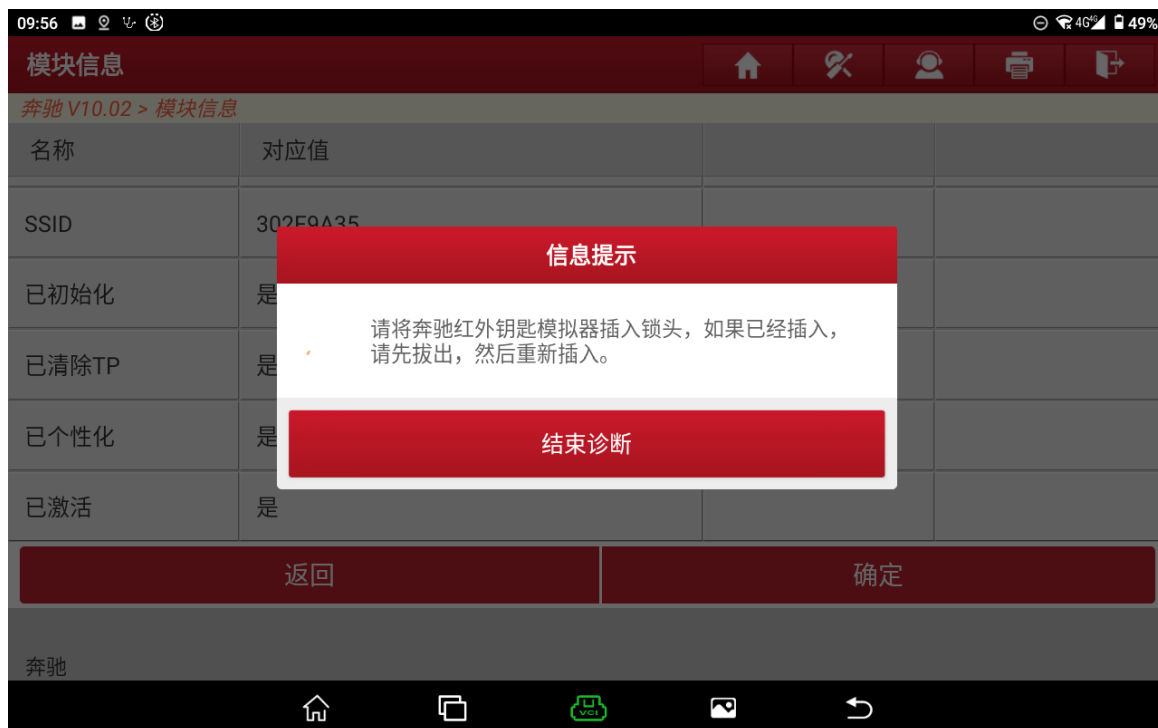 09:56
4G 4G 49%
模块信息
奔驰 V10.02 > 模块信息
名称 对应值
SSID 302E9A35
信息提示
已初始化 是
请将奔驰红外钥匙模拟器插入锁头，如果已经插入，
请先拔出，然后重新插入。
已清除TP 是
已个性化 是
结束诊断
已激活 是
返回 确定
奔驰
VCI